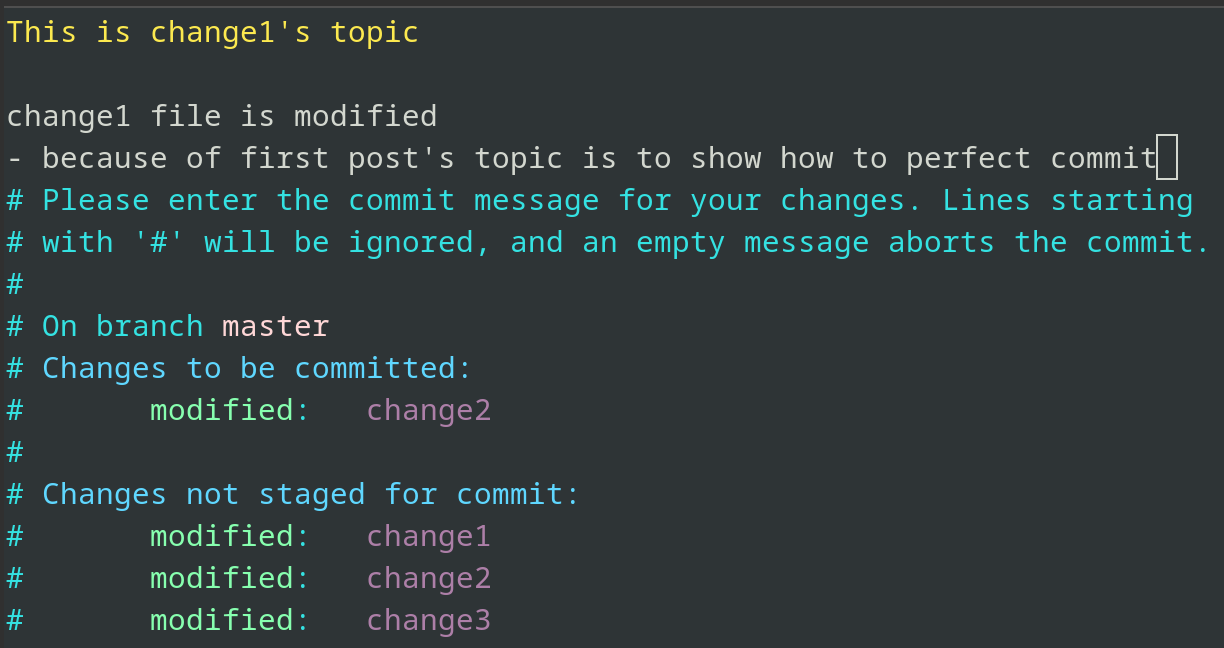 This is change1's topic

change1 file is modified
- because of first post's topic is to show how to perfect commit
# Please enter the commit message for your changes. Lines starting
# with '#' will be ignored, and an empty message aborts the commit.
#
# On branch master
# Changes to be committed:
#       modified:   change2
#
# Changes not staged for commit:
#       modified:   change1
#       modified:   change2
#       modified:   change3